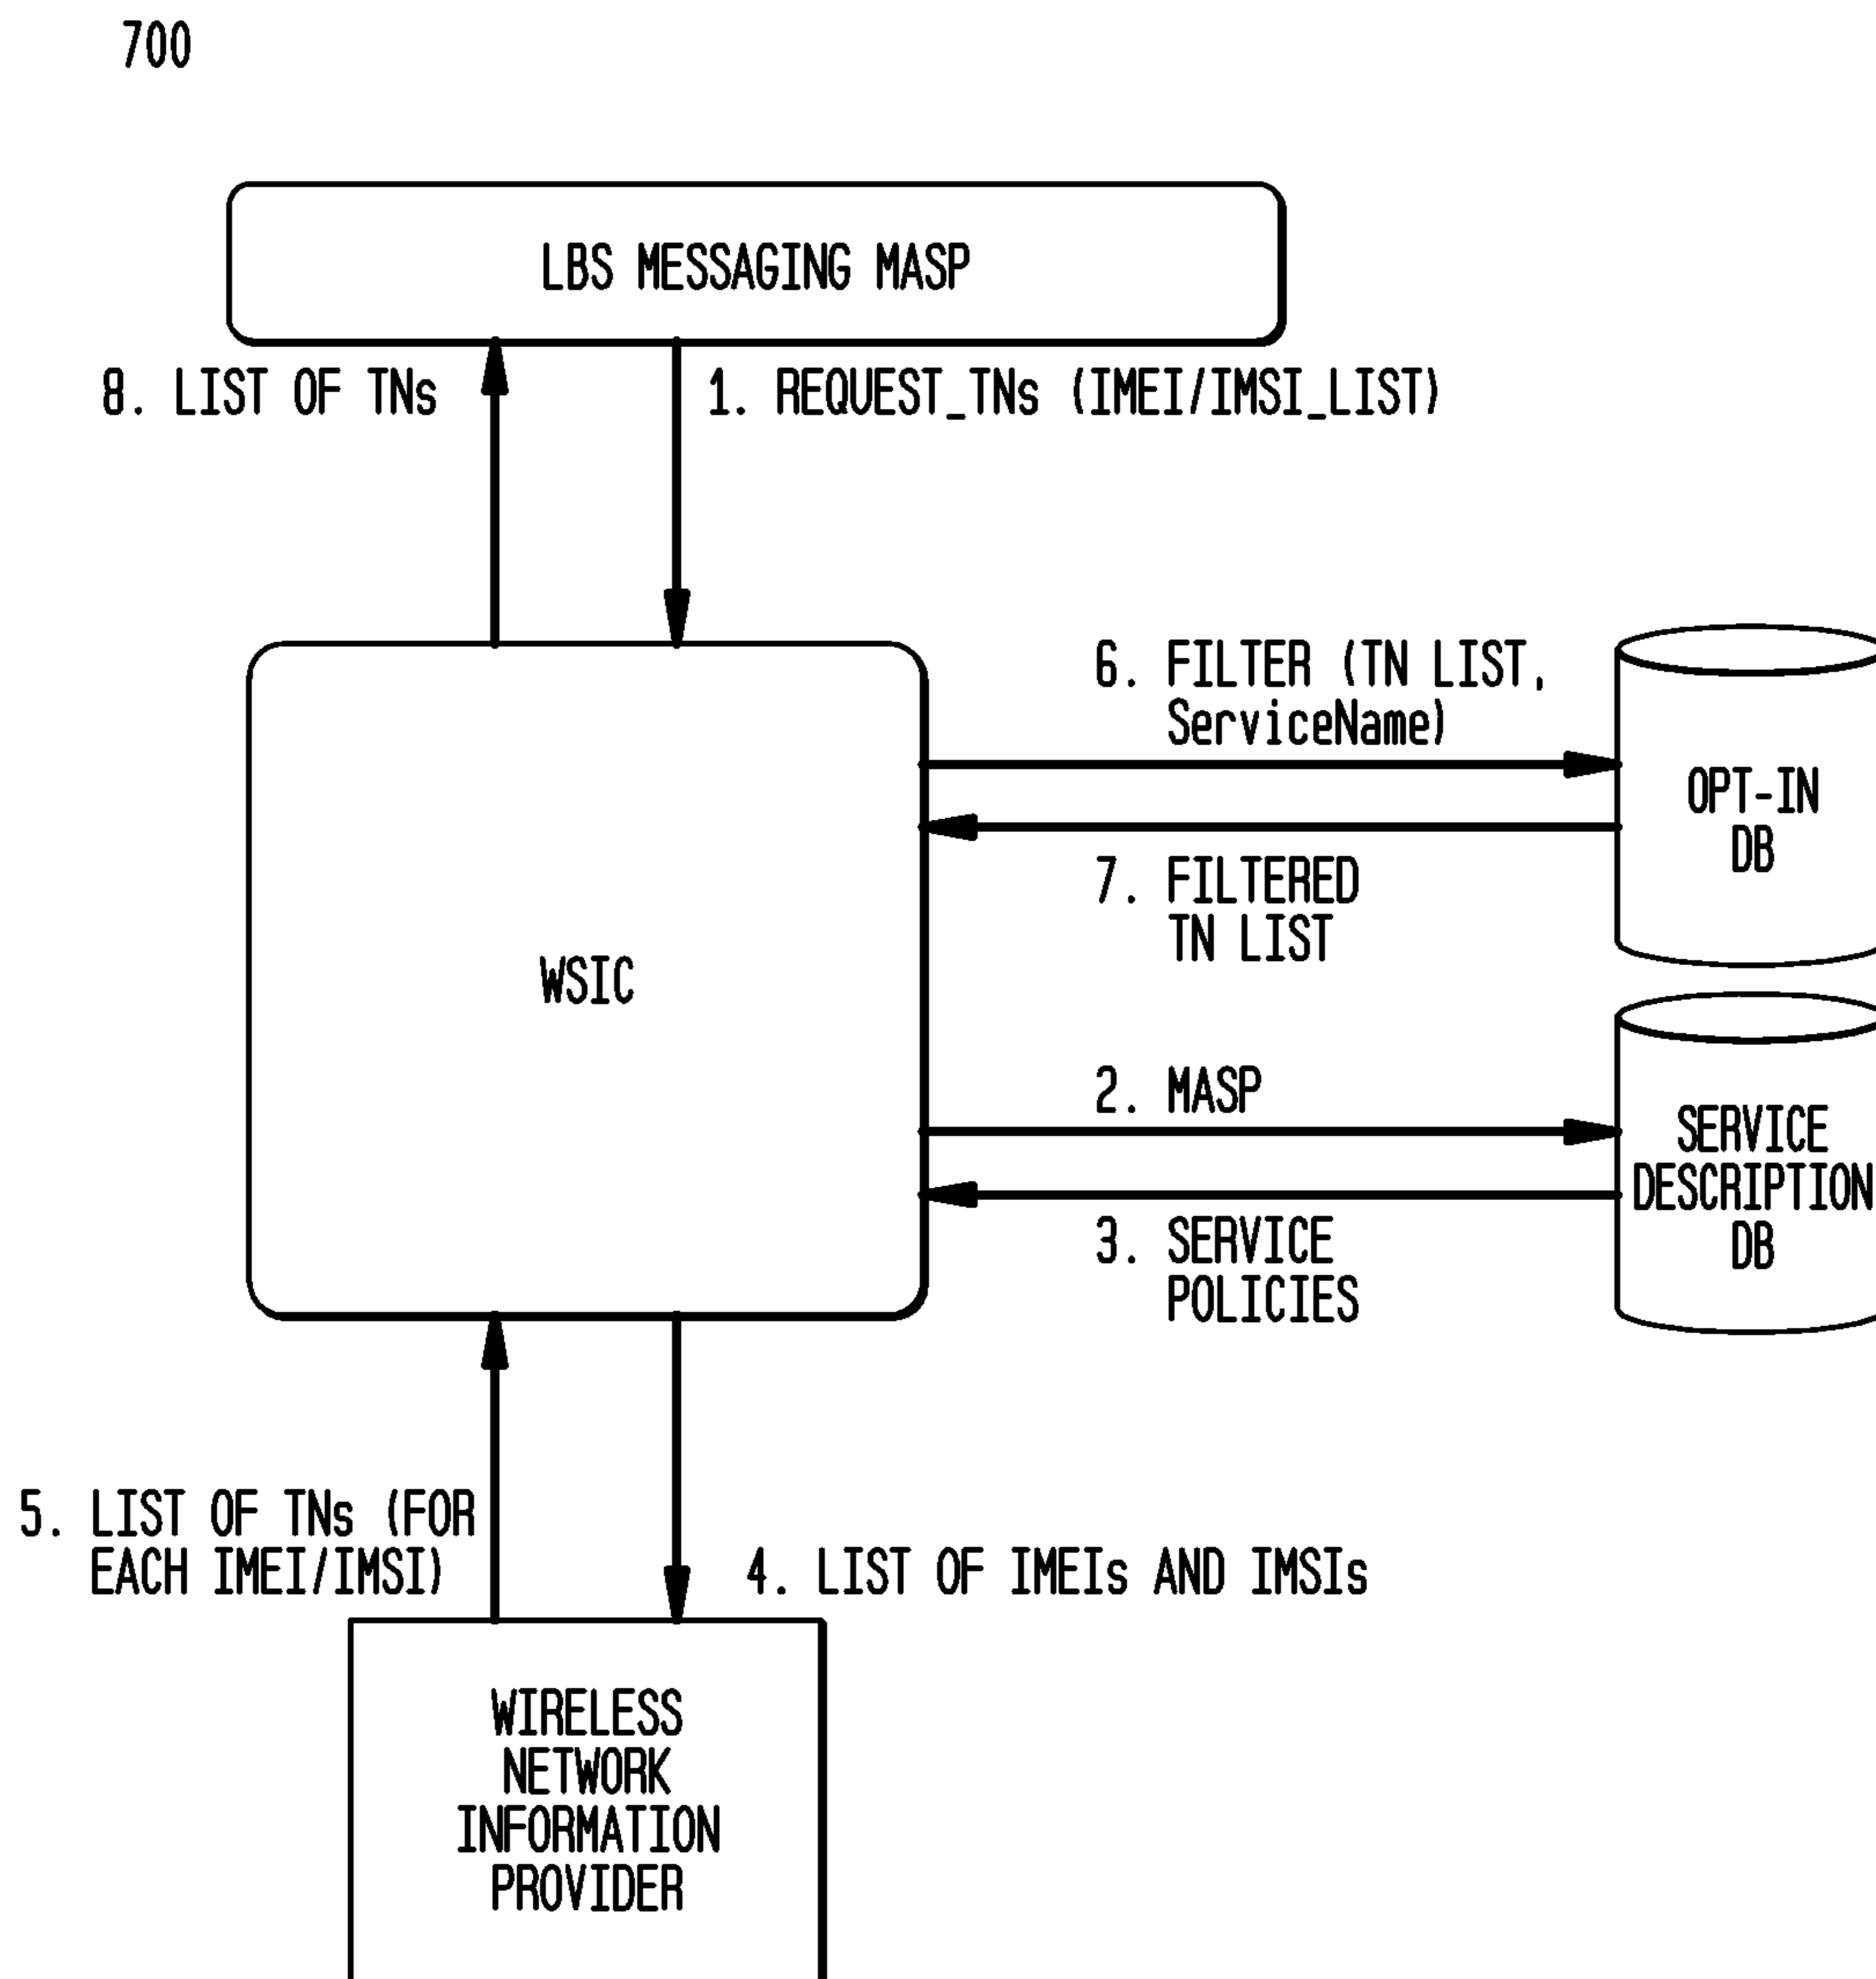 700
LBS MESSAGING MASP
8. LIST OF TNs
1. REQUEST_TNs (IMEI/IMSI_LIST)
6. FILTER (TN LIST,
ServiceName)
OPT-IN
DB
7. FILTERED
TN LIST
WSIC
2. MASP
SERVICE
DESCRIPTION
DB
3. SERVICE
POLICIES
5. LIST OF TNs (FOR
EACH IMEI/IMSI)
4. LIST OF IMEIs AND IMSIs
WIRELESS
NETWORK
INFORMATION
PROVIDER